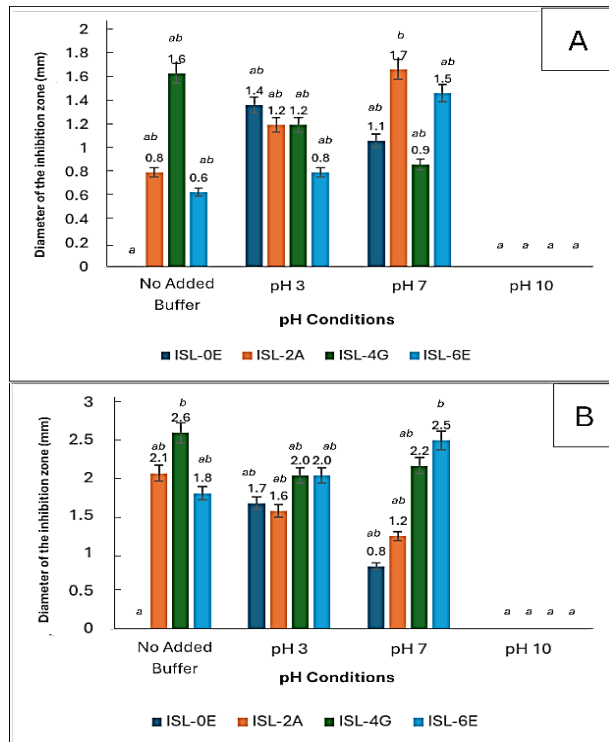 A
Diameter of the inhibition zone (mm)
2
1.8
1.6
1.4
1.2
1
0.8
0.6
0.4
0.2
0
a
ab
0.8
ab
1.6
ab
0.6
ab
1.4
ab
1.2
ab
1.2
ab
0.8
ab
1.1
b
1.7
ab
0.9
ab
1.5
a a a a
No Added
Buffer
pH 3
pH 7
pH 10
pH Conditions
ISL-0E ISL-2A ISL-4G ISL-6E
B
Diameter of the inhibition zone (mm)
3
2.5
2
1.5
1
0.5
0
a
ab
2.1
b
2.6
ab
1.8
ab
1.7
ab
1.6
ab
2.0
ab
2.0
ab
0.8
ab
1.2
ab
2.2
b
2.5
a a a a
No Added
Buffer
pH 3
pH 7
pH 10
pH Conditions
ISL-0E ISL-2A ISL-4G ISL-6E